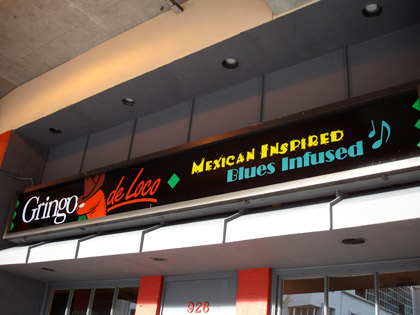 Gringo de Loco
Mexican Inspired
Blues Infused
928